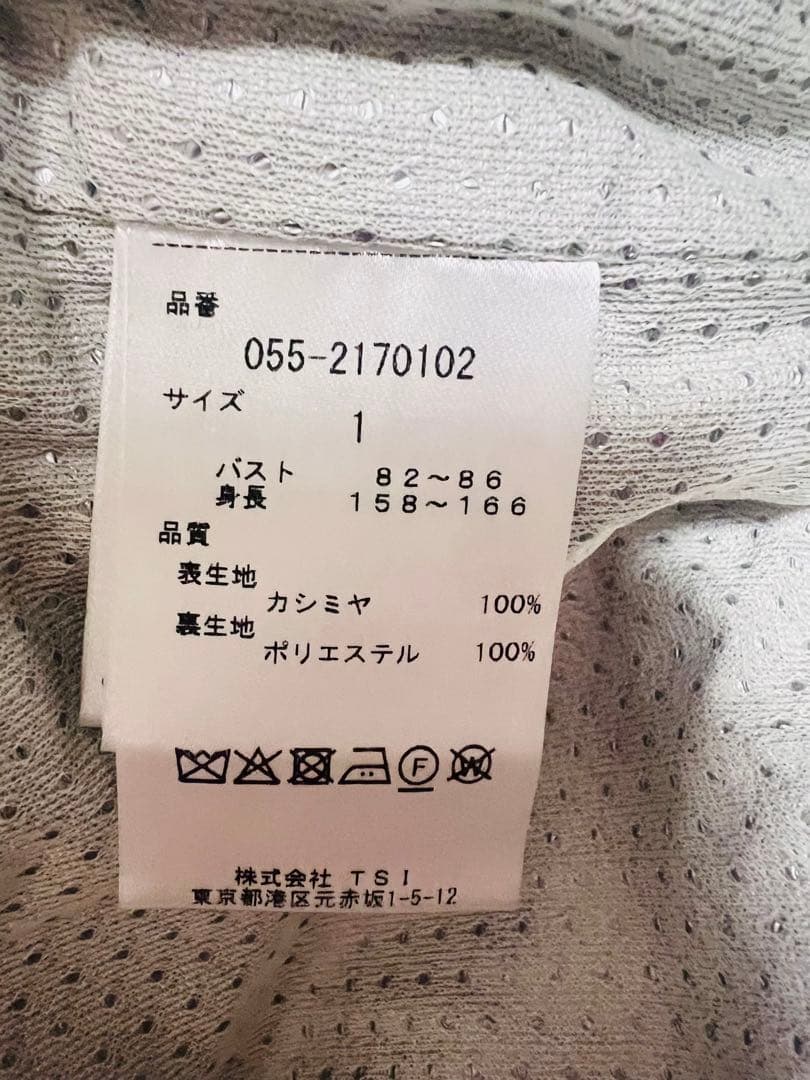 品番
055-2170102
サイズ
1
バスト 82～86
身長 158～166
品質
表生地
カシミヤ 100%
裏生地
ポリエステル 100%
F W
株式会社 TSI
東京都港区元赤坂1-5-12